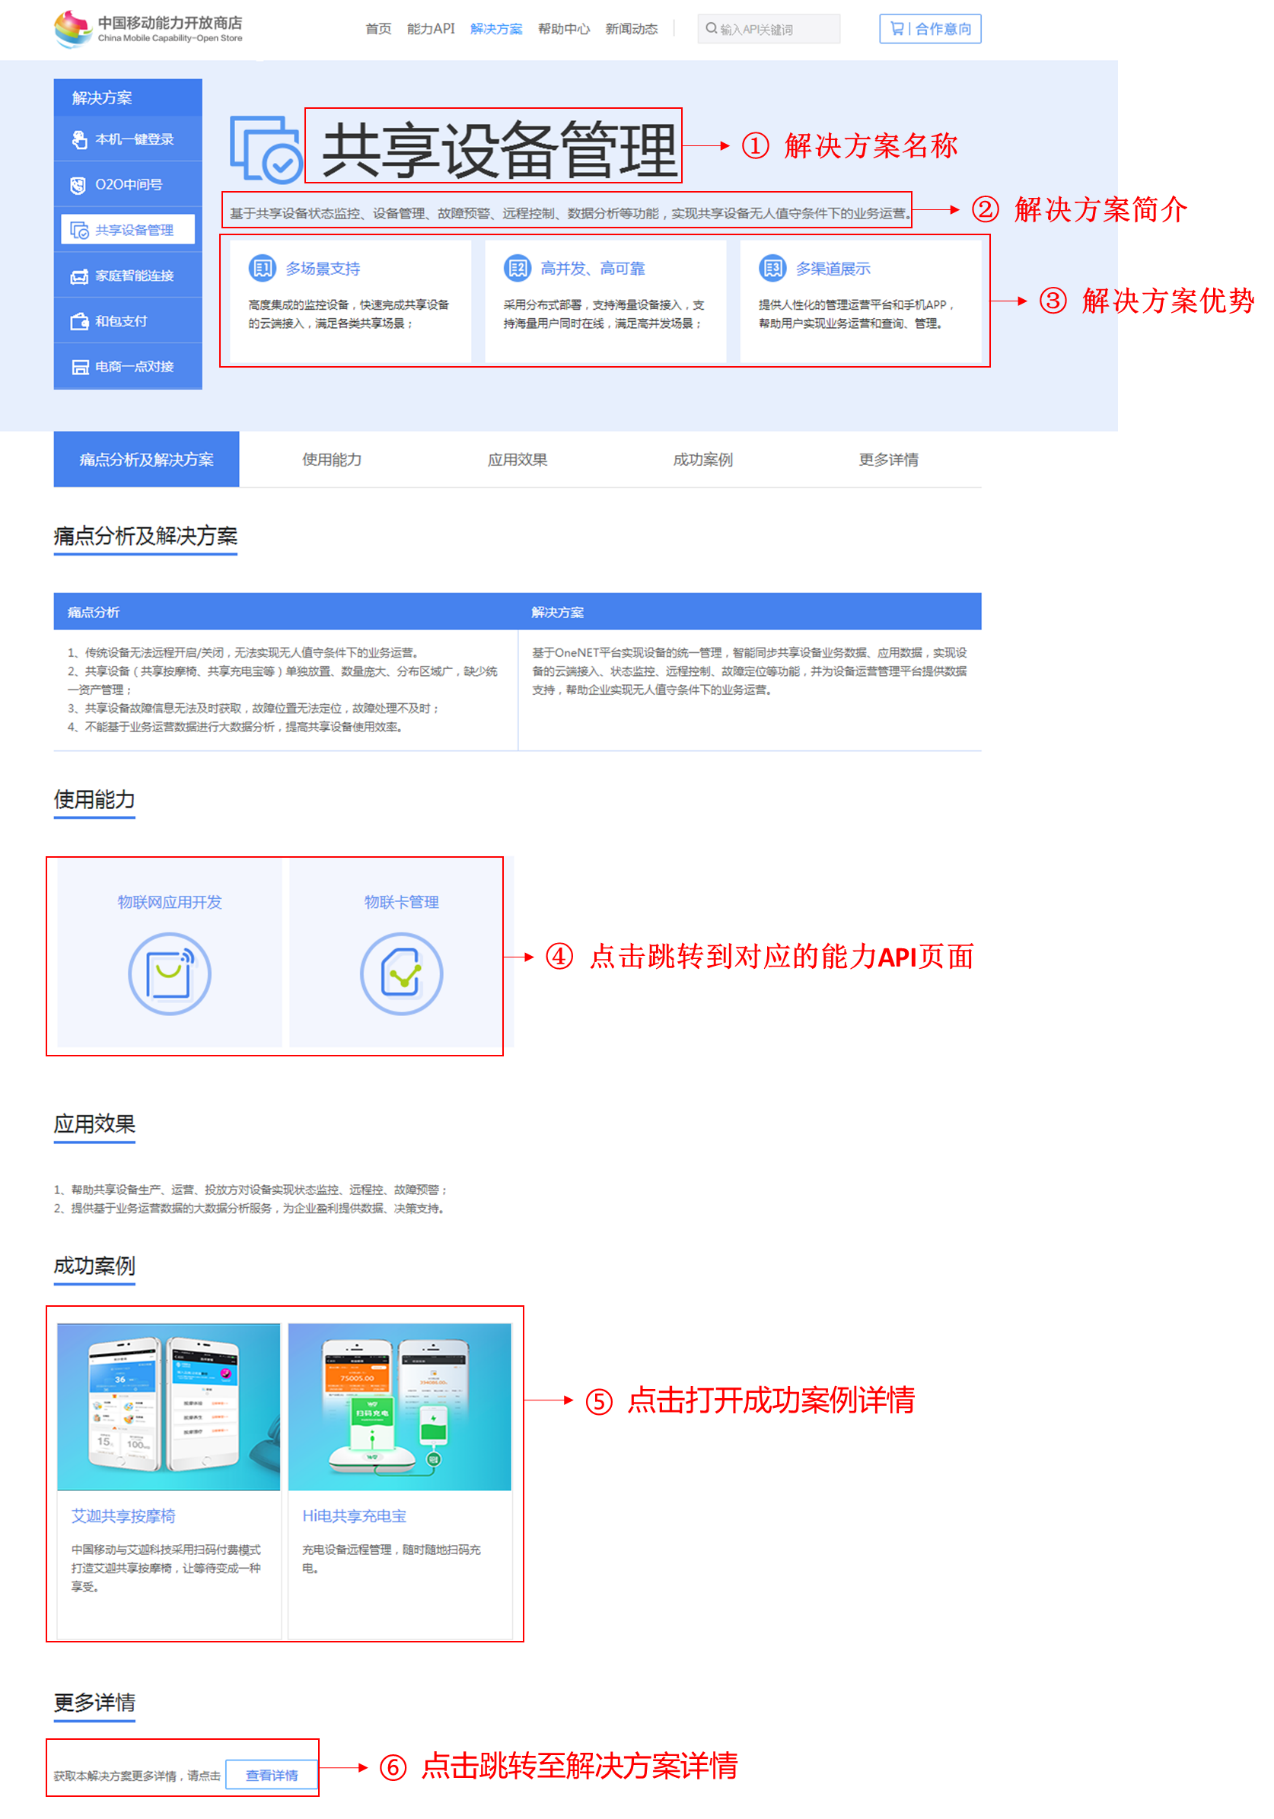 中国移动能力开放商店
China Mobile Capability-Open Store
首页 能力API 解决方案 帮助中心 新闻动态
输入API关键词
合作意向
解决方案
本机一键登录
O2O中间号
共享设备管理
家庭智能连接
和包支付
电商一点对接
共享设备管理
① 解决方案名称
基于共享设备状态监控、设备管理、故障预警、远程控制、数据分析等功能，实现共享设备无人值守条件下的业务运营。
② 解决方案简介
1 多场景支持
高度集成的监控设备，快速完成共享设备
的云端接入，满足各类共享场景；
2 高并发、高可靠
采用分布式部署，支持海量设备接入，支
持海量用户同时在线，满足高并发场景；
3 多渠道展示
提供人性化的管理运营平台和手机APP，
帮助用户实现业务运营和查询、管理。
③ 解决方案优势
痛点分析及解决方案 使用能力 应用效果 成功案例 更多详情
痛点分析及解决方案
痛点分析
解决方案
1、传统设备无法远程开启/关闭，无法实现无人值守条件下的业务运营。
2、共享设备（共享按摩椅、共享充电宝等）单独放置、数量庞大、分布区域广，缺少统
一资产管理；
3、共享设备故障信息无法及时获取，故障位置无法定位，故障处理不及时；
4、不能基于业务运营数据进行大数据分析，提高共享设备使用效率。
基于OneNET平台实现设备的统一管理，智能同步共享设备业务数据、应用数据，实现设
备的云端接入、状态监控、远程控制、故障定位等功能，并为设备运营管理平台提供数据
支持，帮助企业实现无人值守条件下的业务运营。
使用能力
物联网应用开发
物联卡管理
④ 点击跳转到对应的能力API页面
应用效果
1、帮助共享设备生产、运营、投放方对设备实现状态监控、远程控、故障预警；
2、提供基于业务运营数据的大数据分析服务，为企业盈利提供数据、决策支持。
成功案例
36
15
100
75005.00
扫码充电
⑤ 点击打开成功案例详情
艾迦共享按摩椅
中国移动与艾迦科技采用扫码付费模式
打造艾迦共享按摩椅，让等待变成一种
享受。
Hi电共享充电宝
充电设备远程管理，随时随地扫码充
电。
更多详情
获取本解决方案更多详情，请点击 查看详情
⑥ 点击跳转至解决方案详情